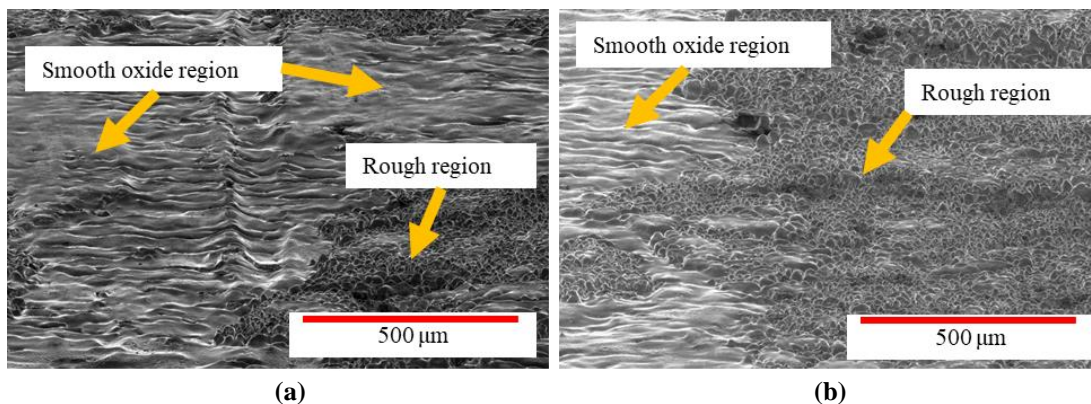 Smooth oxide region
Rough region
500 μm
(a)
Smooth oxide region
Rough region
500 μm
(b)